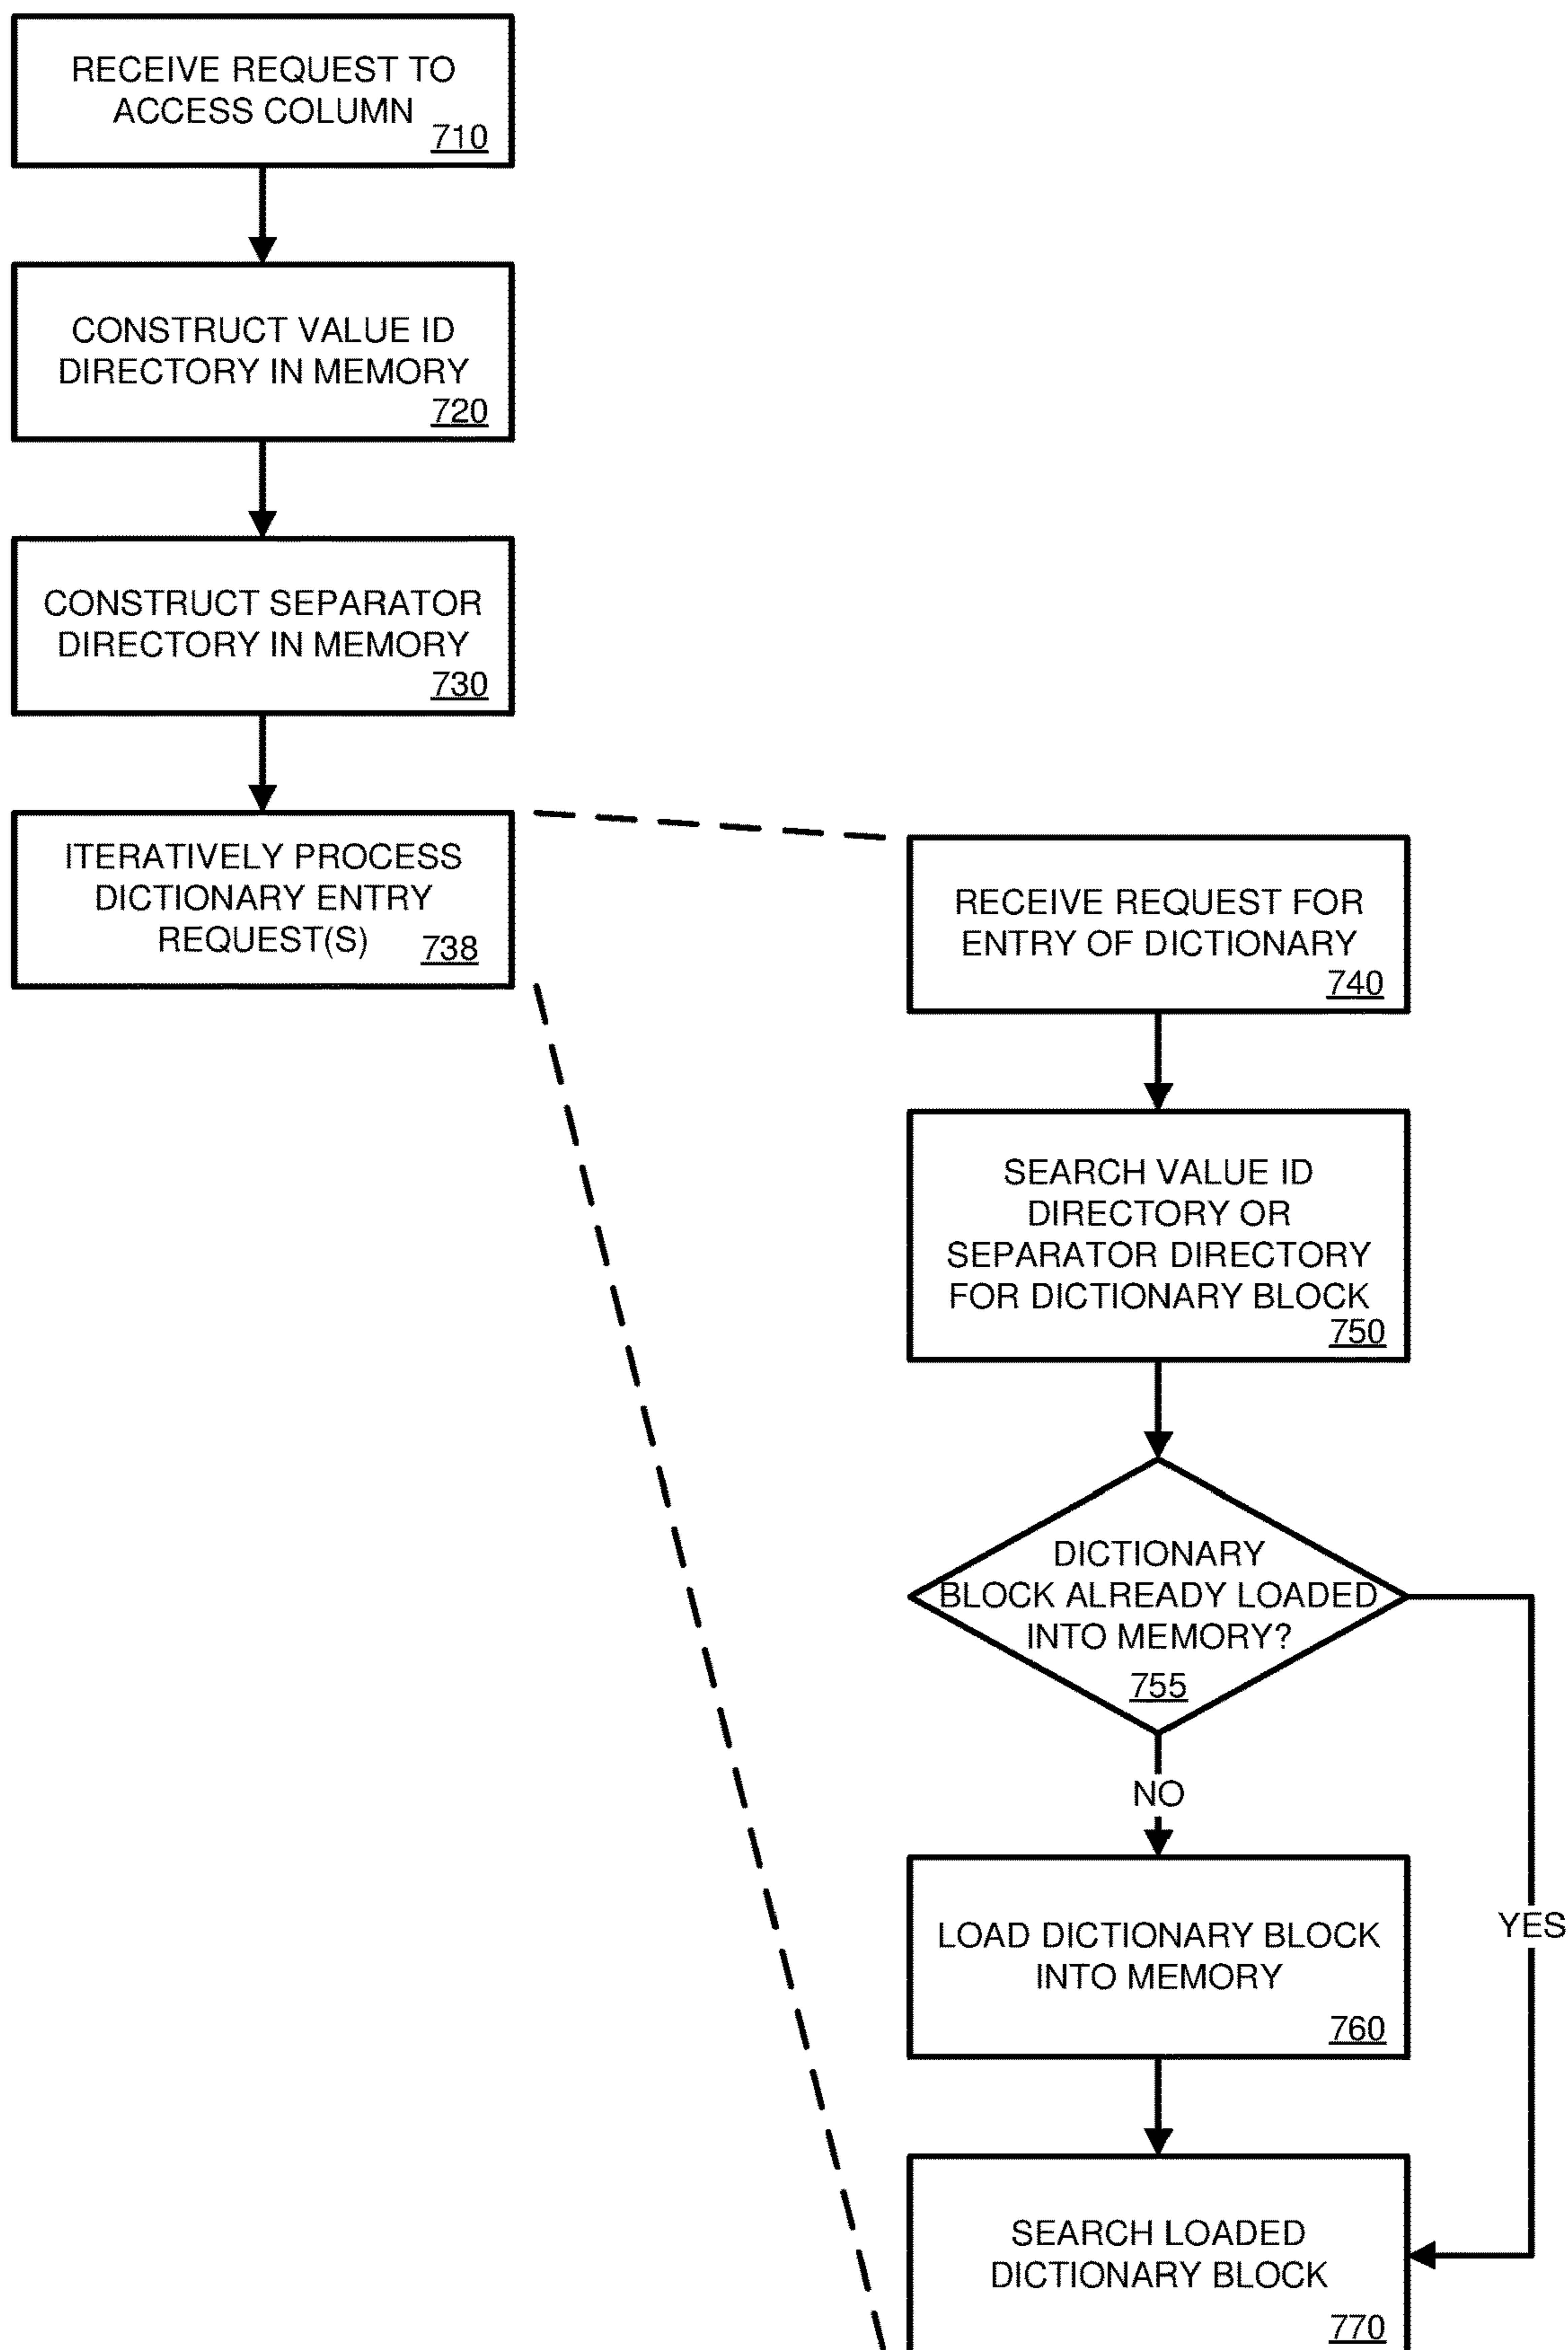 RECEIVE REQUEST TO
ACCESS COLUMN
710
CONSTRUCT VALUE ID
DIRECTORY IN MEMORY
720
CONSTRUCT SEPARATOR
DIRECTORY IN MEMORY
730
ITERATIVELY PROCESS
DICTIONARY ENTRY
REQUEST(S)
738
RECEIVE REQUEST FOR
ENTRY OF DICTIONARY
740
SEARCH VALUE ID
DIRECTORY OR
SEPARATOR DIRECTORY
FOR DICTIONARY BLOCK
750
DICTIONARY
BLOCK ALREADY LOADED
INTO MEMORY?
755
NO
YES
LOAD DICTIONARY BLOCK
INTO MEMORY
760
SEARCH LOADED
DICTIONARY BLOCK
770